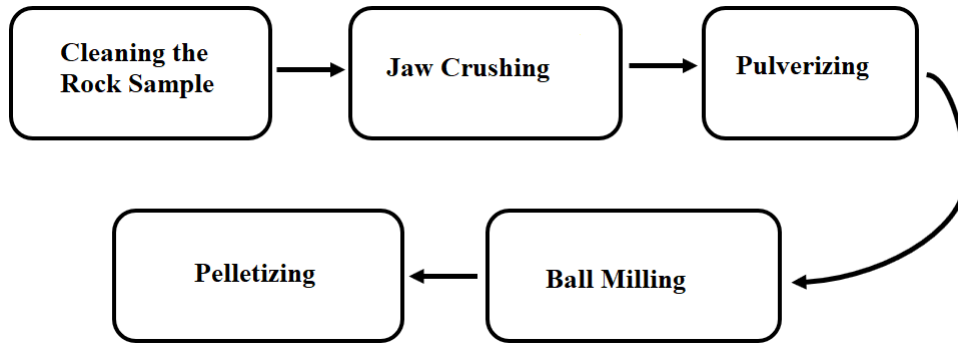 Cleaning the
Rock Sample
Jaw Crushing
Pulverizing
Ball Milling
Pelletizing